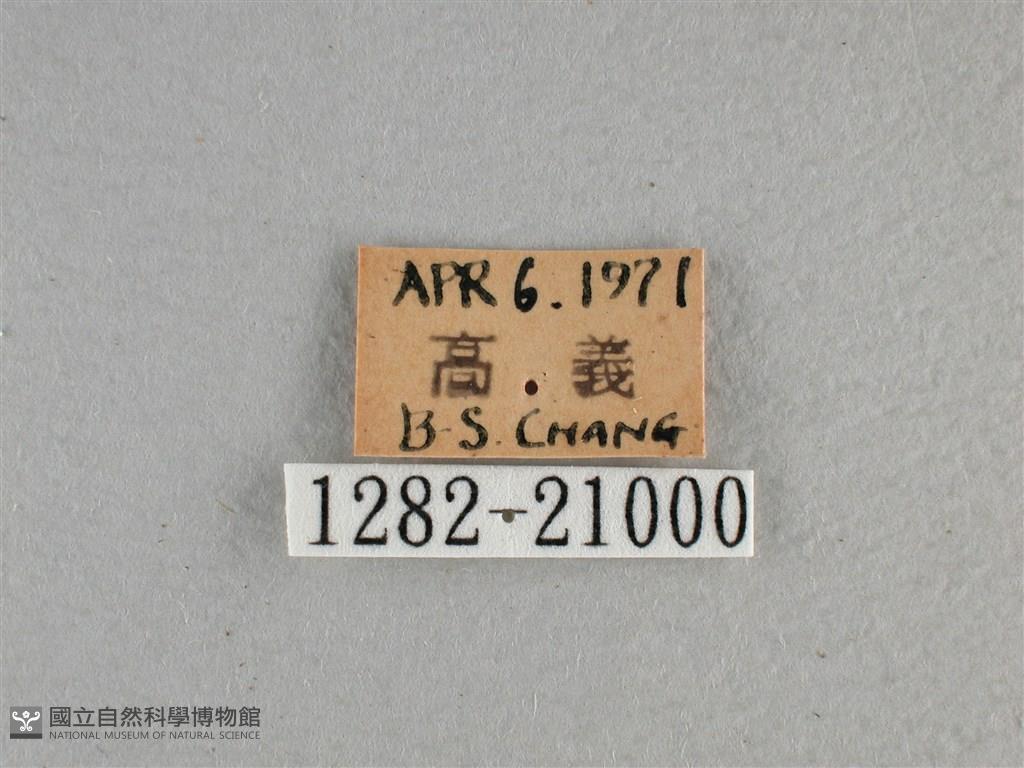 APR 6. 1971
高 義
B-S. CHANG
1282-21000
國立自然科學博物館
NATIONAL MUSEUM OF NATURAL SCIENCE